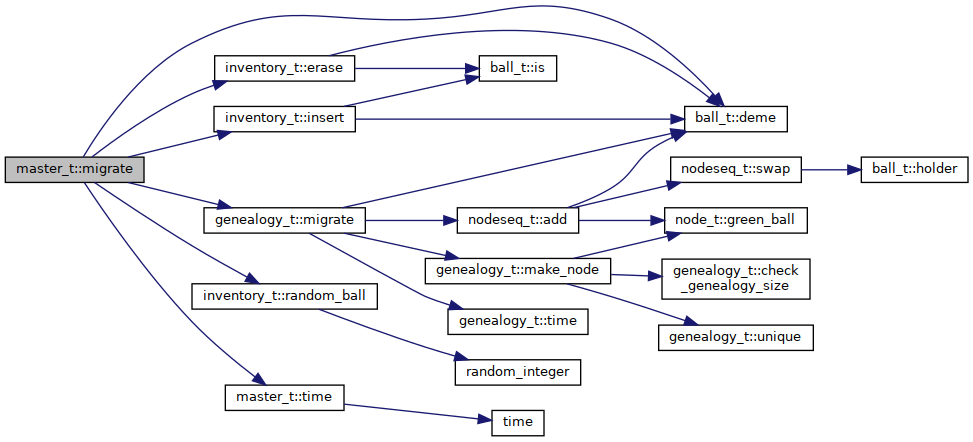 master_t::migrate
inventory_t::erase
inventory_t::insert
genealogy_t::migrate
inventory_t::random_ball
master_t::time
ball_t::is
nodeseq_t::add
genealogy_t::make_node
genealogy_t::time
random_integer
time
ball_t::deme
nodeseq_t::swap
node_t::green_ball
genealogy_t::check
_genealogy_size
genealogy_t::unique
ball_t::holder